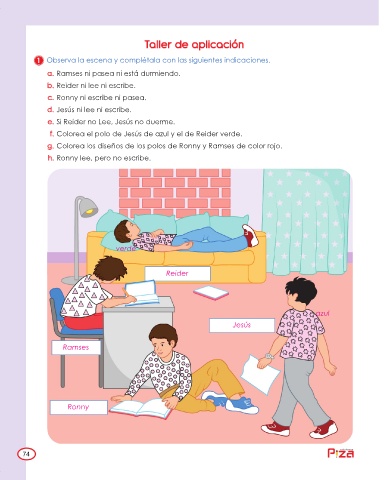 Taller de aplicación
1 Observa la escena y complétala con las siguientes indicaciones.
a. Ramses ni pasea ni está durmiendo.
b. Reider ni lee ni escribe.
c. Ronny ni escribe ni pasea.
d. Jesús ni lee ni escribe.
e. Si Reider no Lee, Jesús no duerme.
f. Colorea el polo de Jesús de azul y el de Reider verde.
g. Colorea los diseños de los polos de Ronny y Ramses de color rojo.
h. Ronny lee, pero no escribe.
verde
Reider
azul
Jesús
Ramses
Ronny
74
Piza